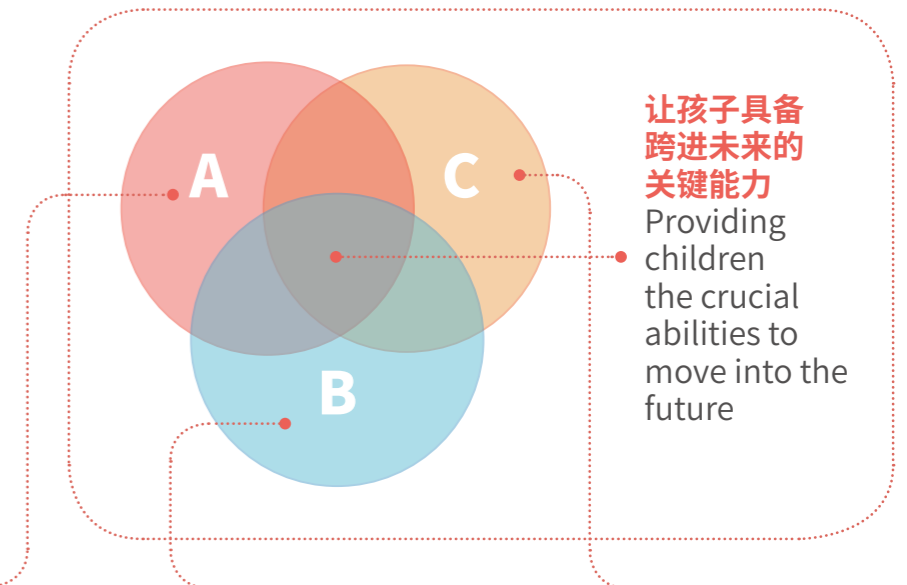 A
C
B
让孩子具备
跨进未来的
关键能力
Providing
children
the crucial
abilities to
move into the
future